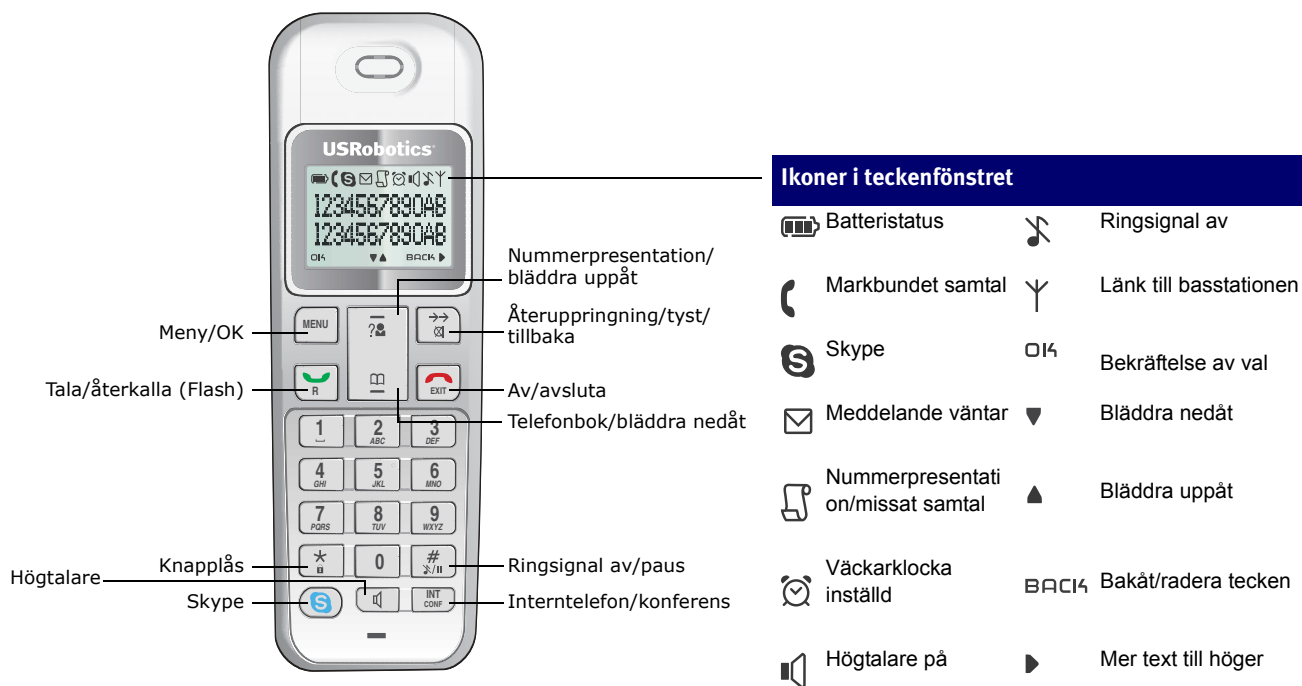 USRobotics
1234567890AB
1234567890AB
OK ▼▲ BACK ▶
Nummerpresentation/
bläddra uppåt
MENU
Meny/OK
Återuppringning/tyst/
tillbaka
Tala/återkalla (Flash)
R
EXIT
Av/avsluta
Telefonbok/bläddra nedåt
1 2 3
ABC DEF
4 5 6
GHI JKL MNO
7 8 9
PQRS TUV WXYZ
Knapplås
* 0 #
Ringsignal av/paus
Högtalare
Skype
INT
CONF
Interntelefon/konferens
Ikoner i teckenfönstret
Batteristatus
Ringsignal av
Markbundet samtal
Länk till basstationen
Skype
OK
Bekräftelse av val
Meddelande väntar
Bläddra nedåt
Nummerpresentati
on/missat samtal
Bläddra uppåt
Väckarklocka
inställd
BACK
Bakåt/radera tecken
Högtalare på
Mer text till höger